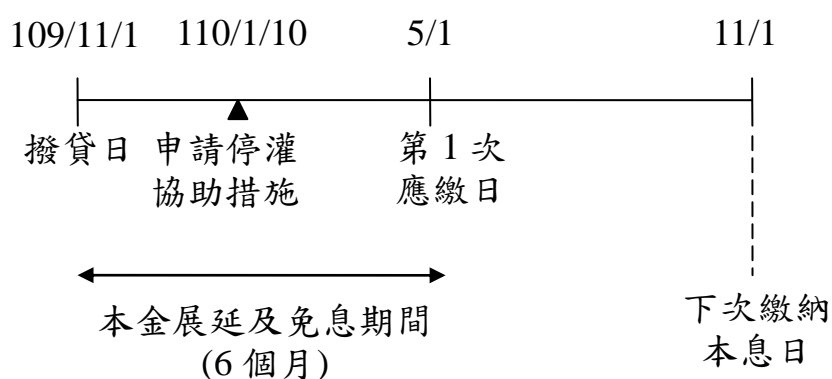 109/11/1 110/1/10 5/1 11/1
撥貸日 申請停灌 第 1 次
協助措施 應繳日
本金展延及免息期間
(6 個月)
下次繳納
本息日